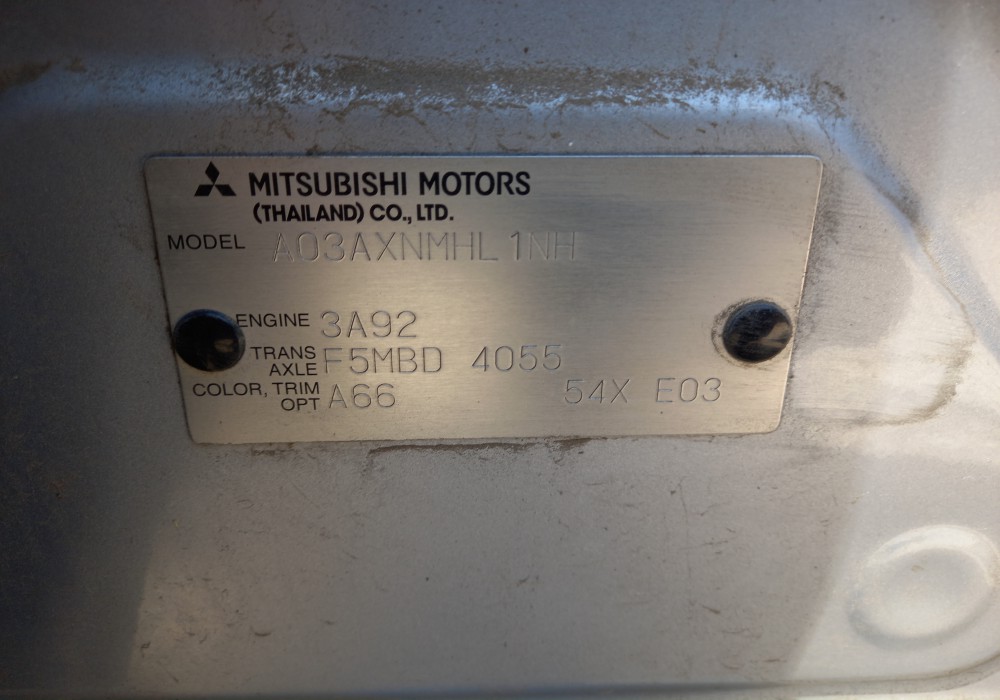 MITSUBISHI MOTORS
(THAILAND) CO., LTD.
MODEL A03AXNMHL1NH
ENGINE 3A92
TRANS AXLE F5MBD 4055
COLOR, TRIM OPT A66 54X E03